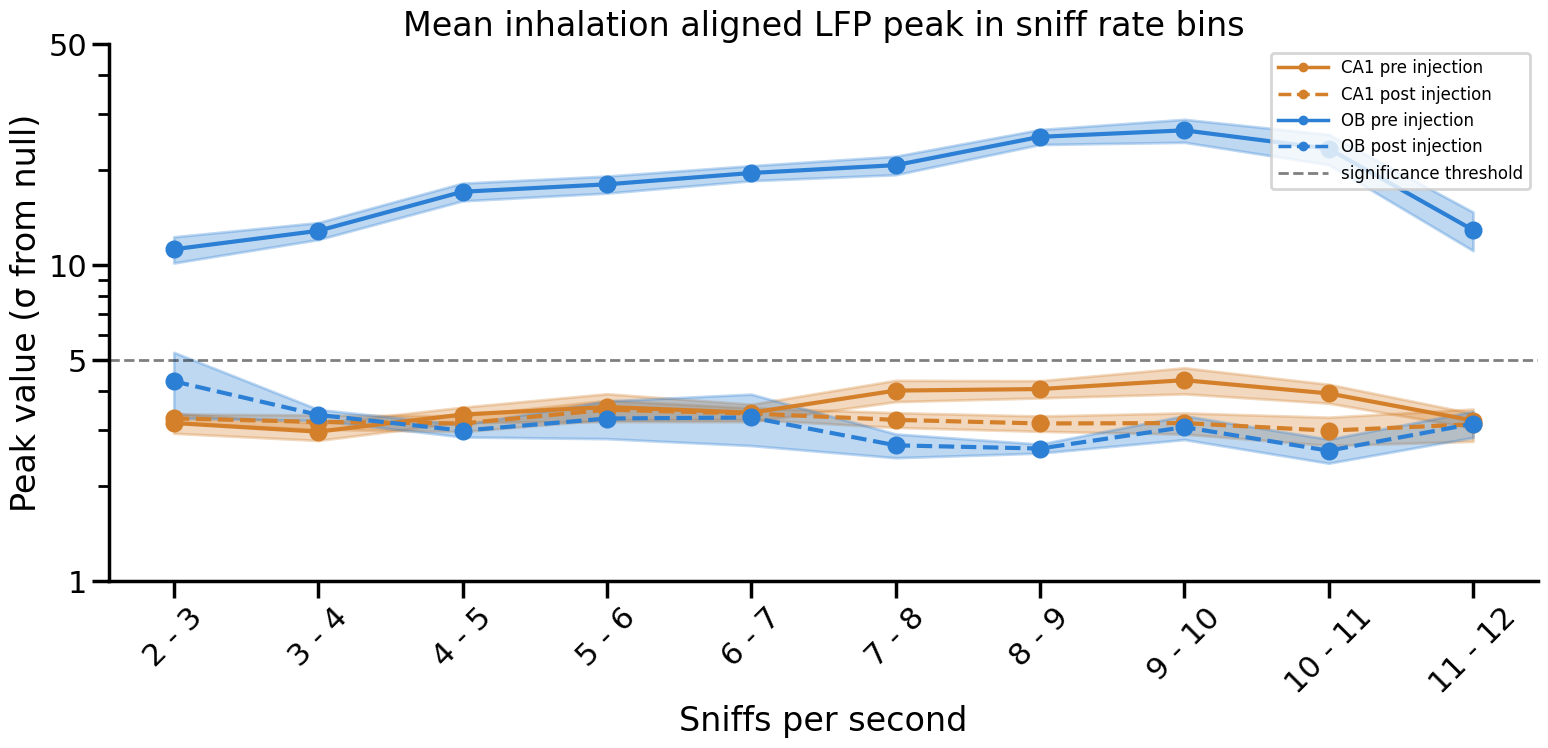 Mean inhalation aligned LFP peak in sniff rate bins
Peak value (σ from null)
50
10
5
1
CA1 pre injection
CA1 post injection
OB pre injection
OB post injection
significance threshold
2 - 3
3 - 4
4 - 5
5 - 6
6 - 7
7 - 8
8 - 9
9 - 10
10 - 11
11 - 12
Sniffs per second